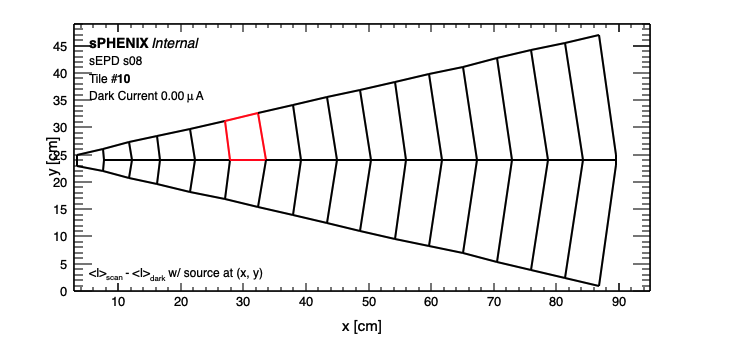 sPHENIX Internal
sEPD s08
Tile #10
Dark Current 0.00 μ A
y [cm]
45
40
35
30
25
20
15
10
5
0
<I>scan - <I>dark w/ source at (x, y)
10 20 30 40 50 60 70 80 90
x [cm]